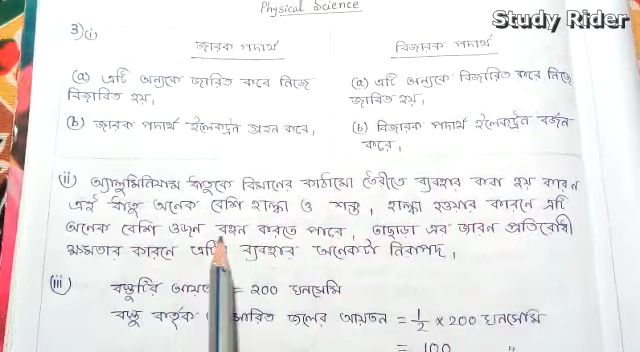 Physical Science
Study Rider
3) (i)
জারক পদার্থ
বিজারক পদার্থ
(a) এটি অন্যকে জারিত করে নিজে
বিজারিত হয়,
(a) এটি অন্যকে বিজারিত করে নিজে
জারিত হয়,
(b) জারক পদার্থ ইলেকট্রন গ্রহন করে,
(b) বিজারক পদার্থ ইলেকট্রন বর্জন
করে,
(ii) অ্যালুমিনিয়াম ধাতুকে বিমানের কাঠামো তৈরীতে ব্যবহার করা হয় কারন
এই ধাতু অনেক বেশি হাল্কা ও শক্ত, হাল্কা হওয়ার কারনে এটি
অনেক বেশি ওজন বহন করতে পারে, তাছাড়া এর জারন প্রতিরোধী
ক্ষমতার কারনে ব্যবহার অনেকটা নিরাপদ,
(iii) বস্তুটির = 200 ঘনসেমি
বস্তু কর্তৃক জলের আয়তন = 1/2 × 200 ঘনসেমি
= 100 "